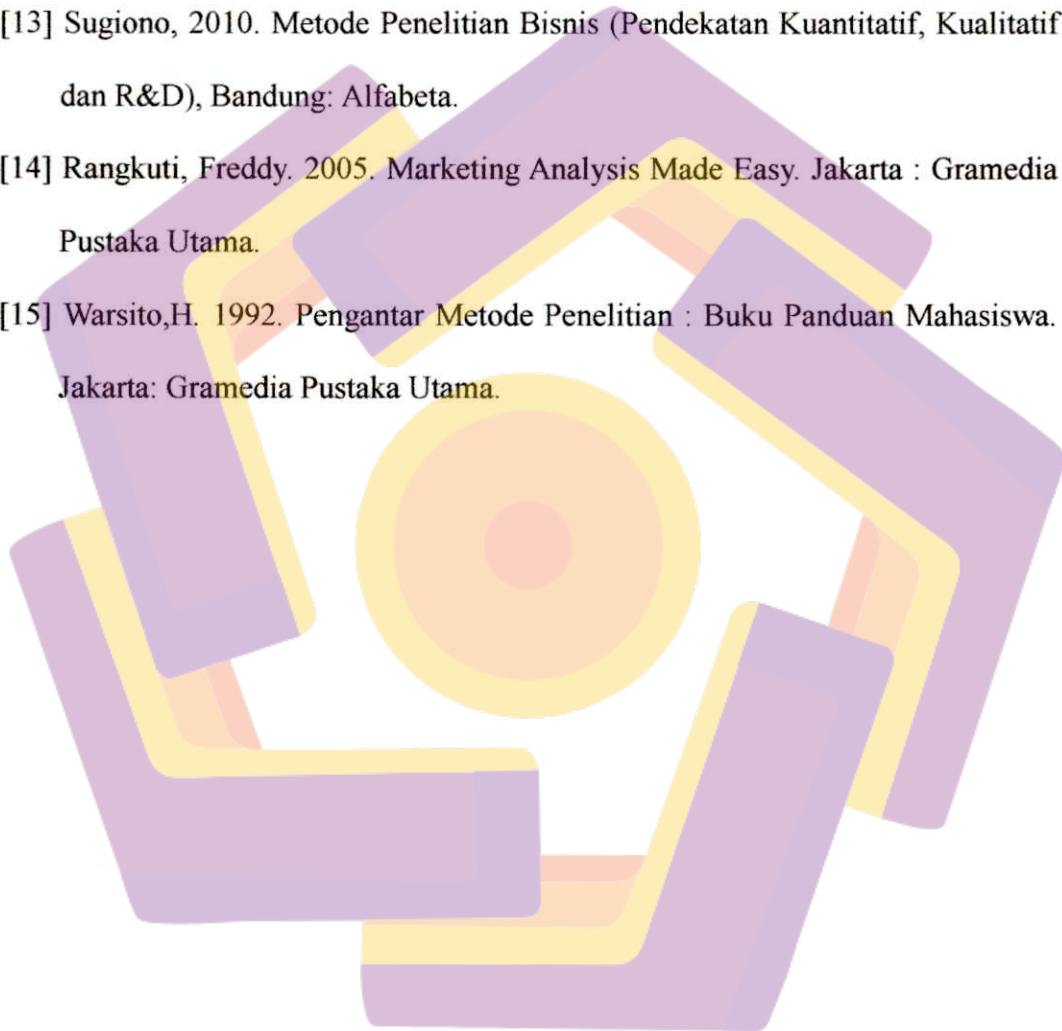 [13] Sugiono, 2010. Metode Penelitian Bisnis (Pendekatan Kuantitatif, Kualitatif
dan R&D), Bandung: Alfabeta.
[14] Rangkuti, Freddy. 2005. Marketing Analysis Made Easy. Jakarta : Gramedia
Pustaka Utama.
[15] Warsito,H. 1992. Pengantar Metode Penelitian : Buku Panduan Mahasiswa.
Jakarta: Gramedia Pustaka Utama.